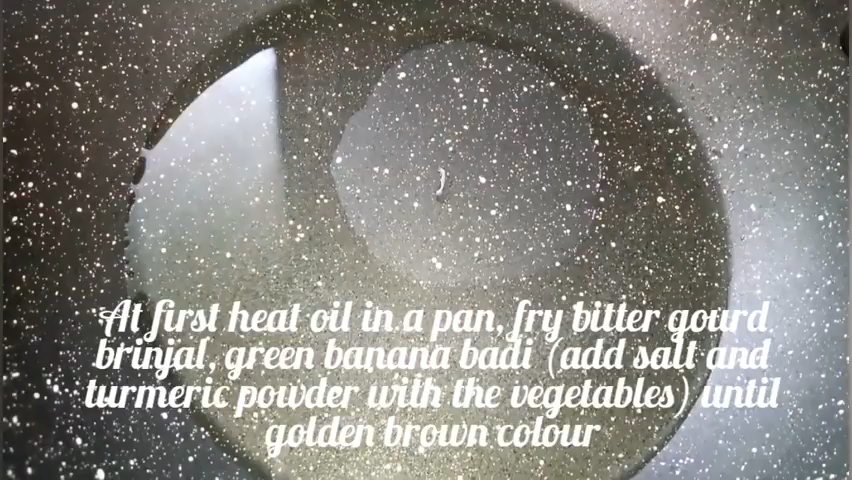 At first heat oil in a pan, fry bitter gourd
brinjal, green banana badi (add salt and
turmeric powder with the vegetables) until
golden brown colour